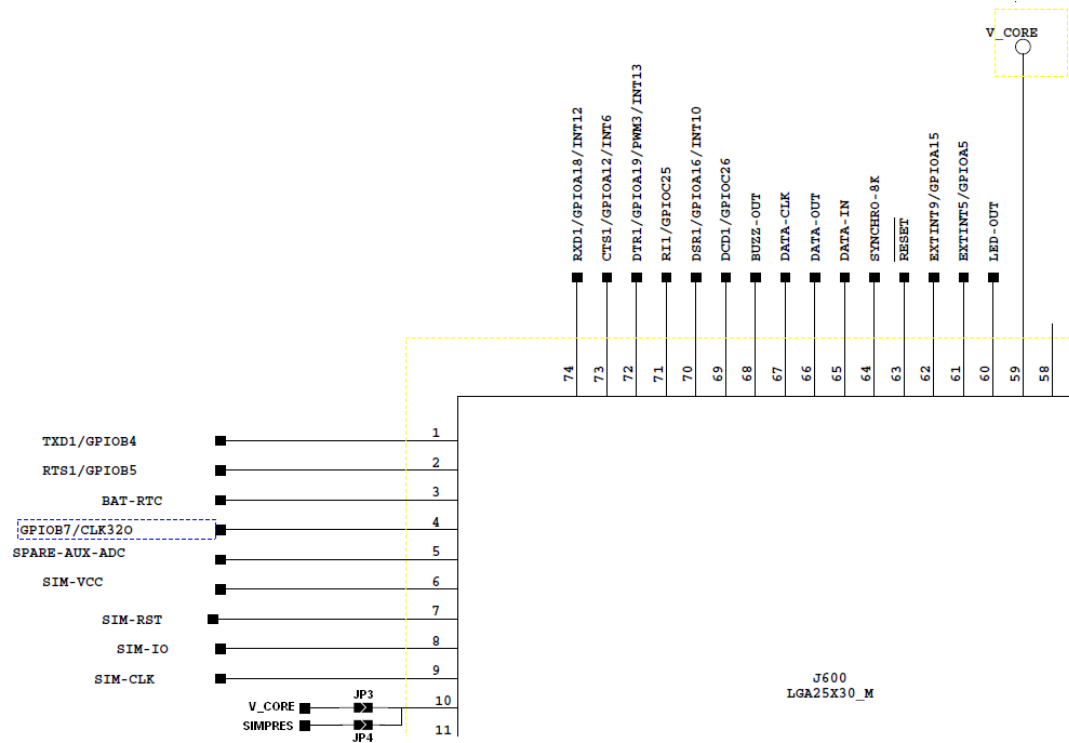 V_CORE
RXD1/GPIOA18/INT12
CTS1/GPIOA12/INT6
DTR1/GPIOA19/PWM3/INT13
RI1/GPIOC25
DSR1/GPIOA16/INT10
DCD1/GPIOC26
BUZZ-OUT
DATA-CLK
DATA-OUT
DATA-IN
SYNCHRO-8K
RESET
EXTINT9/GPIOA15
EXTINT5/GPIOA5
LED-OUT
74
73
72
71
70
69
68
67
66
65
64
63
62
61
60
59
58
TXD1/GPIOB4 1
RTS1/GPIOB5 2
BAT-RTC 3
GPIOB7/CLK32O 4
SPARE-AUX-ADC 5
SIM-VCC 6
SIM-RST 7
SIM-IO 8
SIM-CLK 9
V_CORE JP3 10
SIMPRES JP4 11
J600
LGA25X30_M